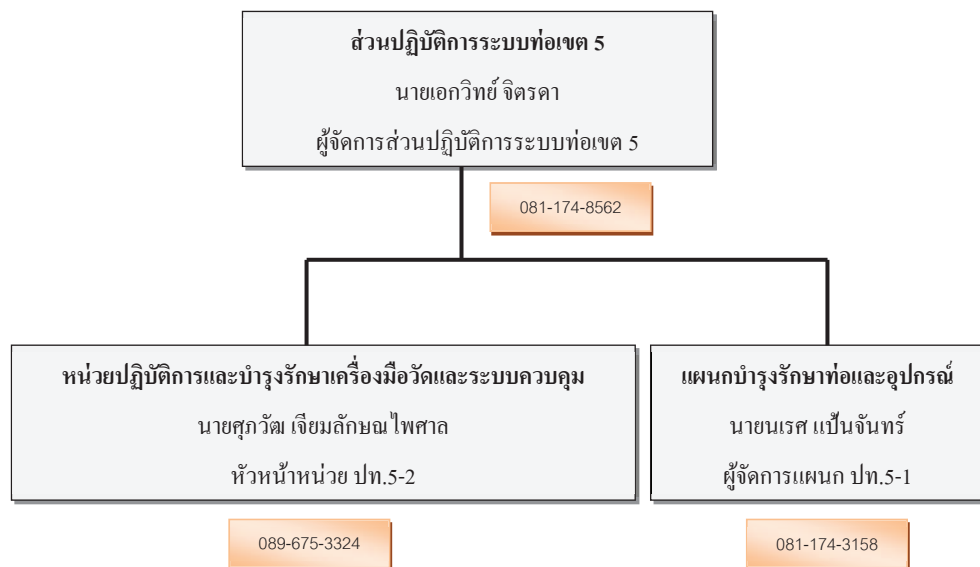 ส่วนปฏิบัติการระบบท่อเขต 5
นายเอกวิทย์ จิตรดา
ผู้จัดการส่วนปฏิบัติการระบบท่อเขต 5
081-174-8562
หน่วยปฏิบัติการและบำรุงรักษาเครื่องมือวัดและระบบควบคุม
นายศุภวัฒ เจียมลักษณไพศาล
หัวหน้าหน่วย ปท.5-2
089-675-3324
แผนกบำรุงรักษาท่อและอุปกรณ์
นายนเรศ แป้นจันทร์
ผู้จัดการแผนก ปท.5-1
081-174-3158